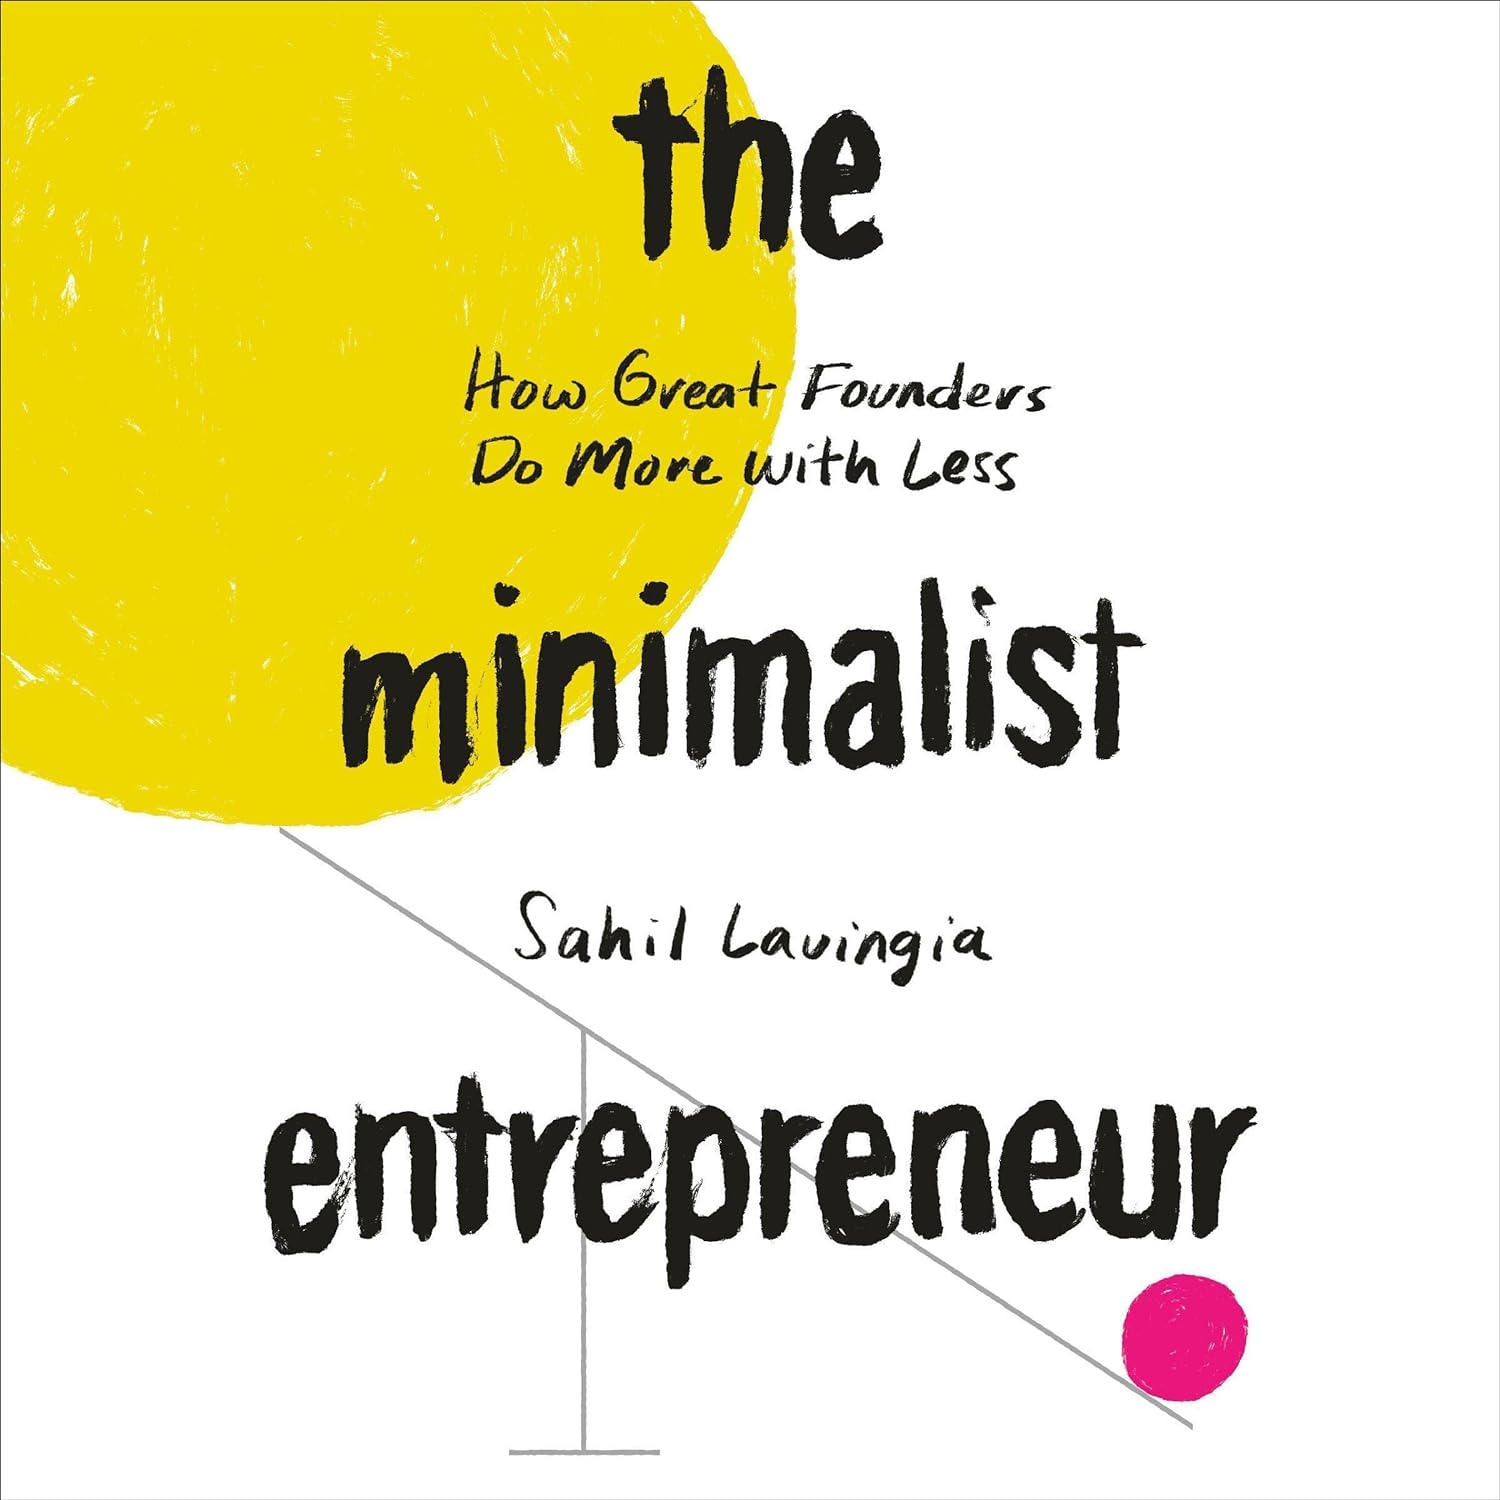 the
How Great Founders
Do More with Less
minimalist
Sahil Lavingia
entrepreneur